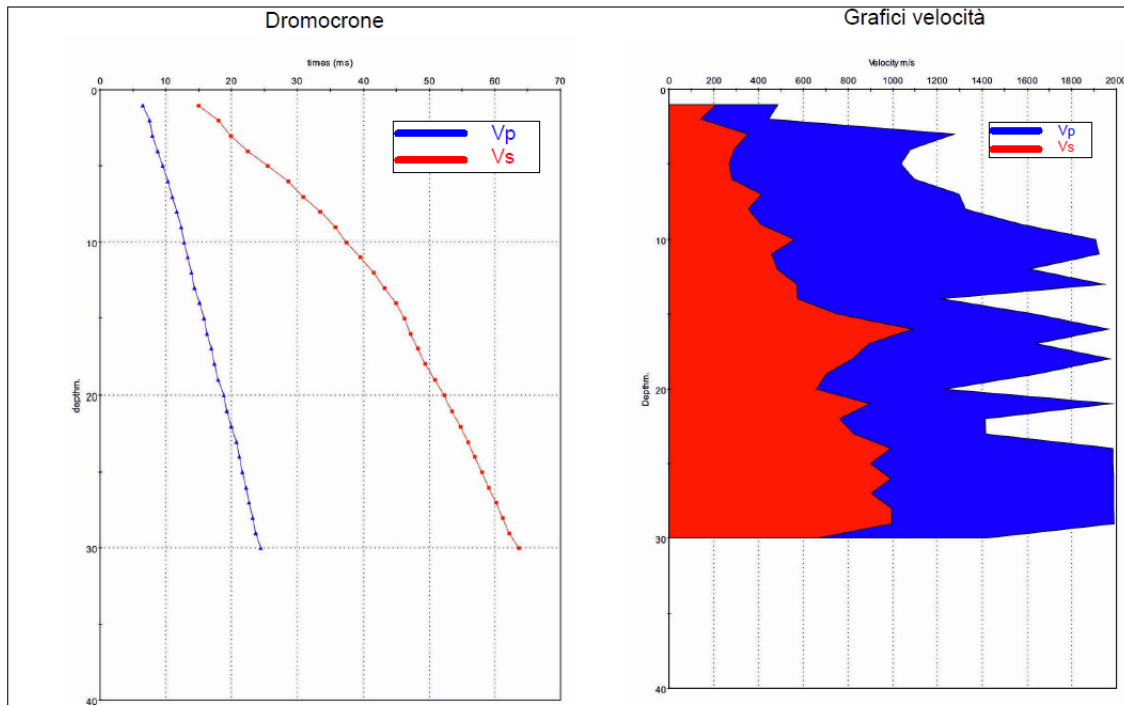 Dromocrone
times (ms)
0 10 20 30 40 50 60 70
0
10
20
30
40
depthm.
Vp
Vs
Grafici velocità
Velocity m/s
0 200 400 600 800 1000 1200 1400 1600 1800 2000
0
10
20
30
40
Depthm.
Vp
Vs